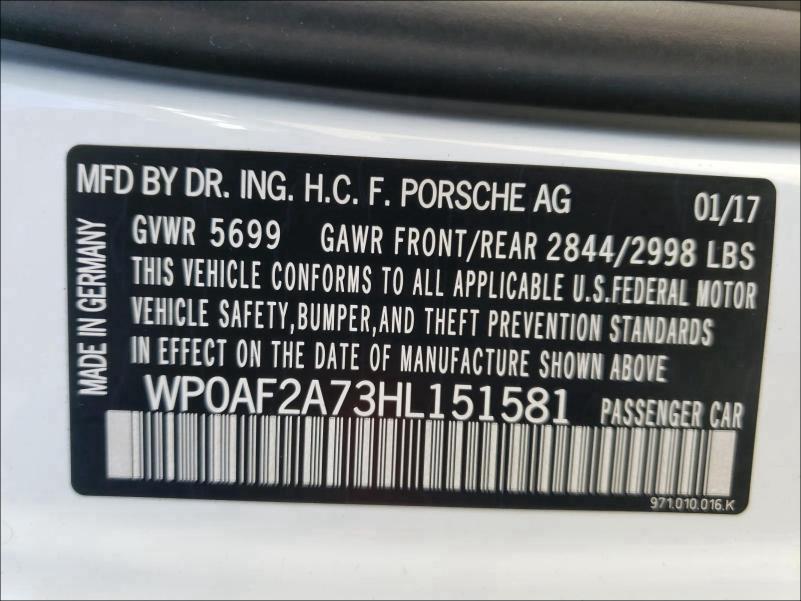 MFD BY DR. ING. H.C. F. PORSCHE AG 01/17
GVWR 5699 GAWR FRONT/REAR 2844/2998 LBS
THIS VEHICLE CONFORMS TO ALL APPLICABLE U.S.FEDERAL MOTOR
VEHICLE SAFETY,BUMPER,AND THEFT PREVENTION STANDARDS
IN EFFECT ON THE DATE OF MANUFACTURE SHOWN ABOVE
WP0AF2A73HL151581 PASSENGER CAR
MADE IN GERMANY
971.010.016.K